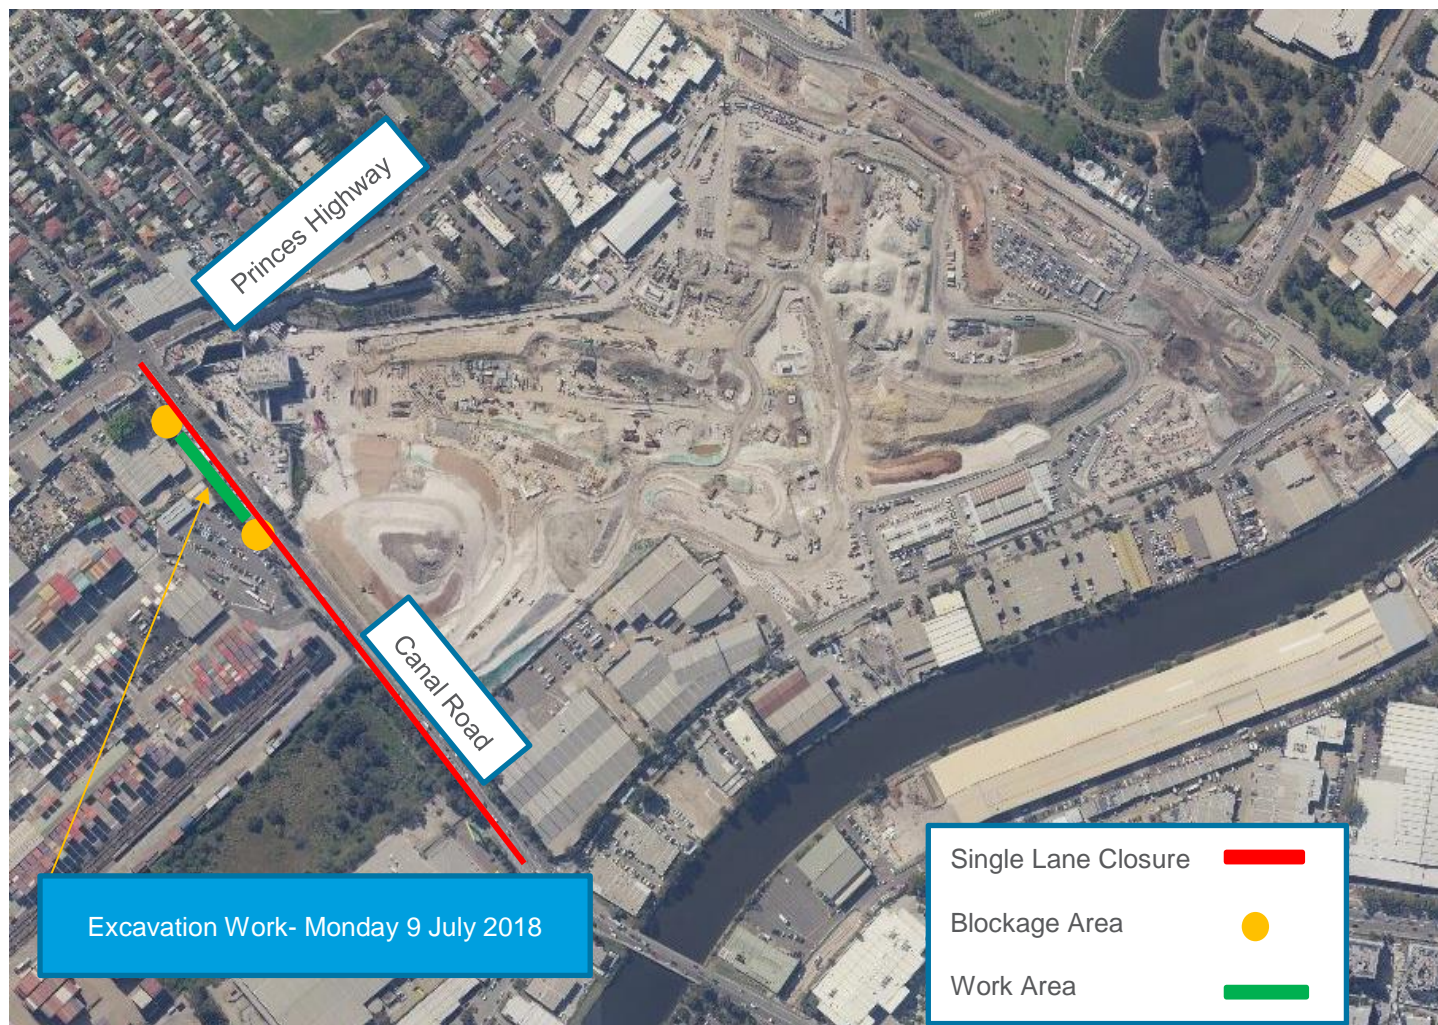 Princes Highway
Canal Road
Excavation Work- Monday 9 July 2018
Single Lane Closure
Blockage Area
Work Area